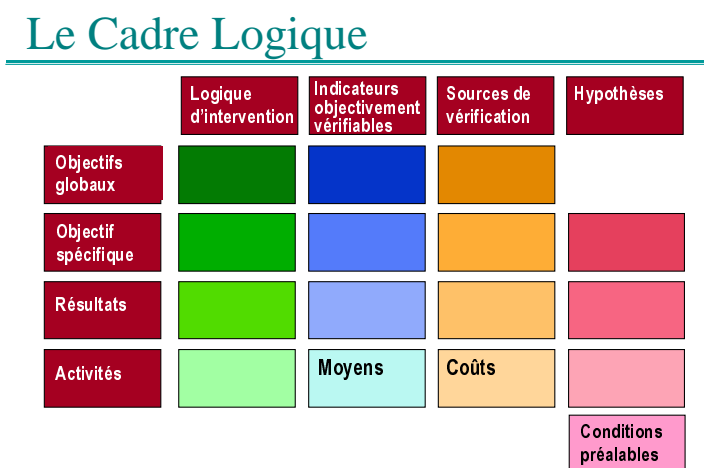 Le Cadre Logique
Logique
d'intervention
Indicateurs
objectivement
vérifiables
Sources de
vérification
Hypothèses
Objectifs
globaux
Objectif
spécifique
Résultats
Activités
Moyens
Coûts
Conditions
préalables